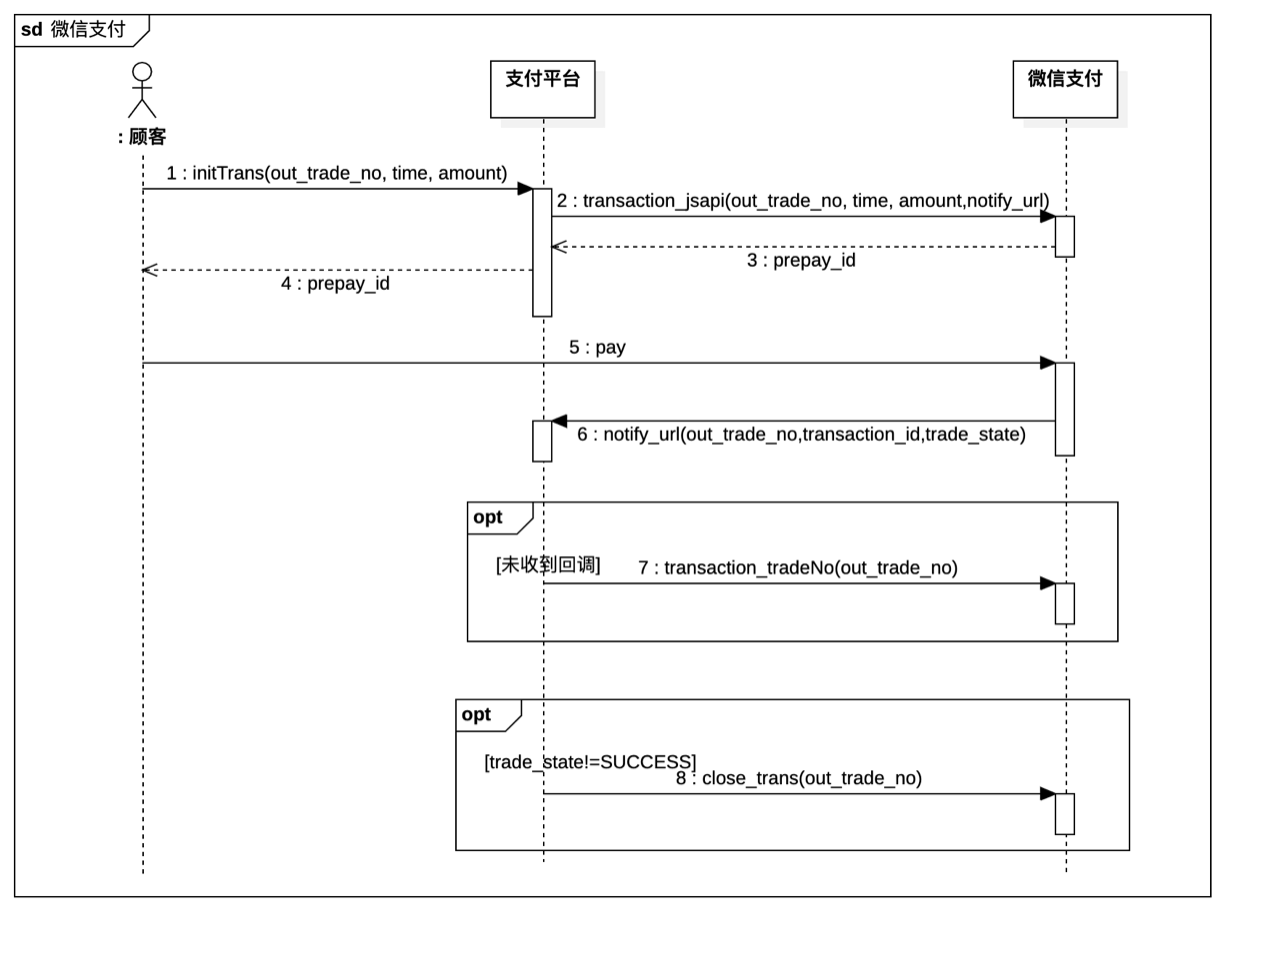 sd 微信支付
支付平台
微信支付
: 顾客
1 : initTrans(out_trade_no, time, amount)
2 : transaction_jsapi(out_trade_no, time, amount,notify_url)
3 : prepay_id
4 : prepay_id
5 : pay
6 : notify_url(out_trade_no,transaction_id,trade_state)
opt
[未收到回调]
7 : transaction_tradeNo(out_trade_no)
opt
[trade_state!=SUCCESS]
8 : close_trans(out_trade_no)